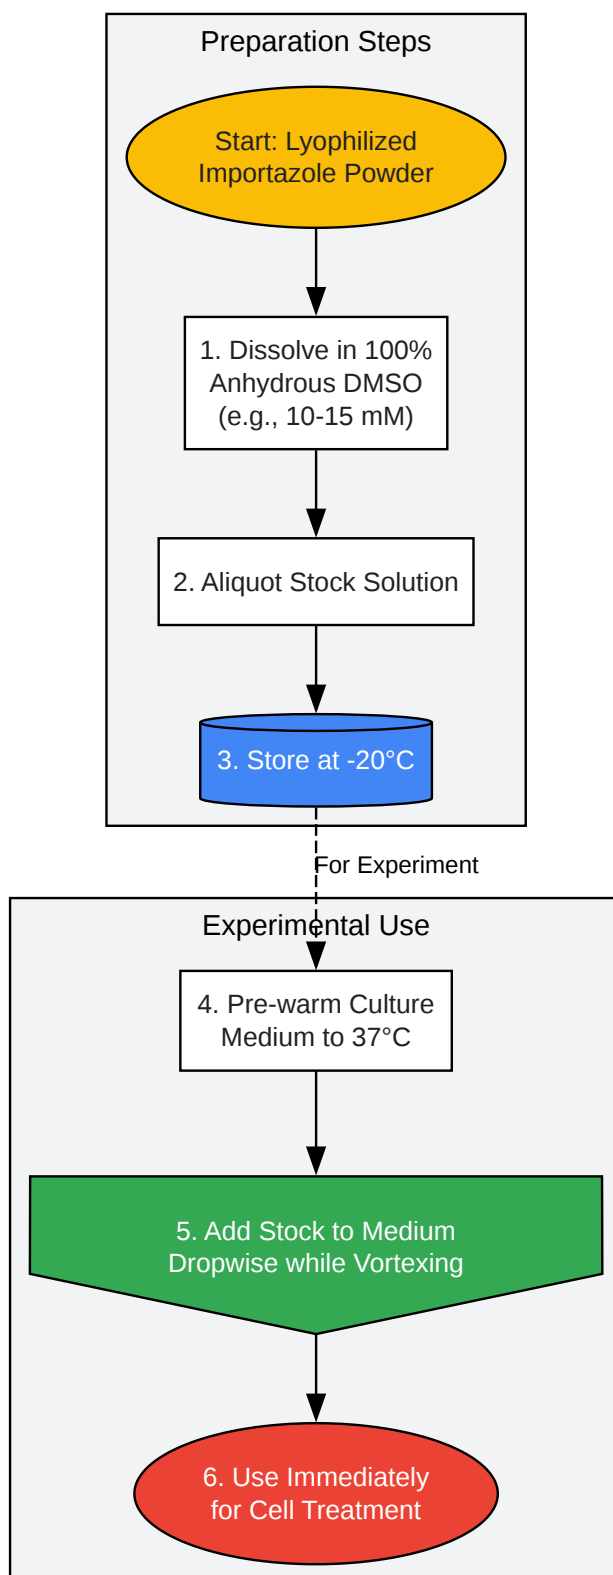 Preparation Steps
Start: Lyophilized
Importazole Powder
1. Dissolve in 100%
Anhydrous DMSO
(e.g., 10-15 mM)
2. Aliquot Stock Solution
3. Store at -20°C
For Experiment
Experimental Use
4. Pre-warm Culture
Medium to 37°C
5. Add Stock to Medium
Dropwise while Vortexing
6. Use Immediately
for Cell Treatment